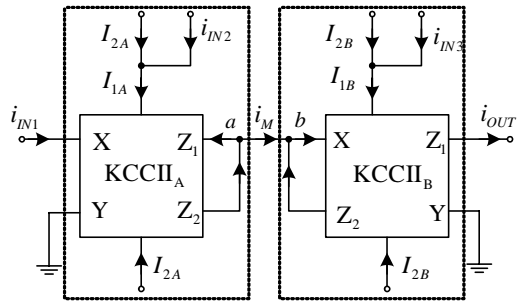 I2A iIN2 I2B iIN3
I1A I1B
iIN1 a iM b iOUT
X Z1 X Z1
KCCIIA KCCIIB
Y Z2 Z2 Y
I2A I2B